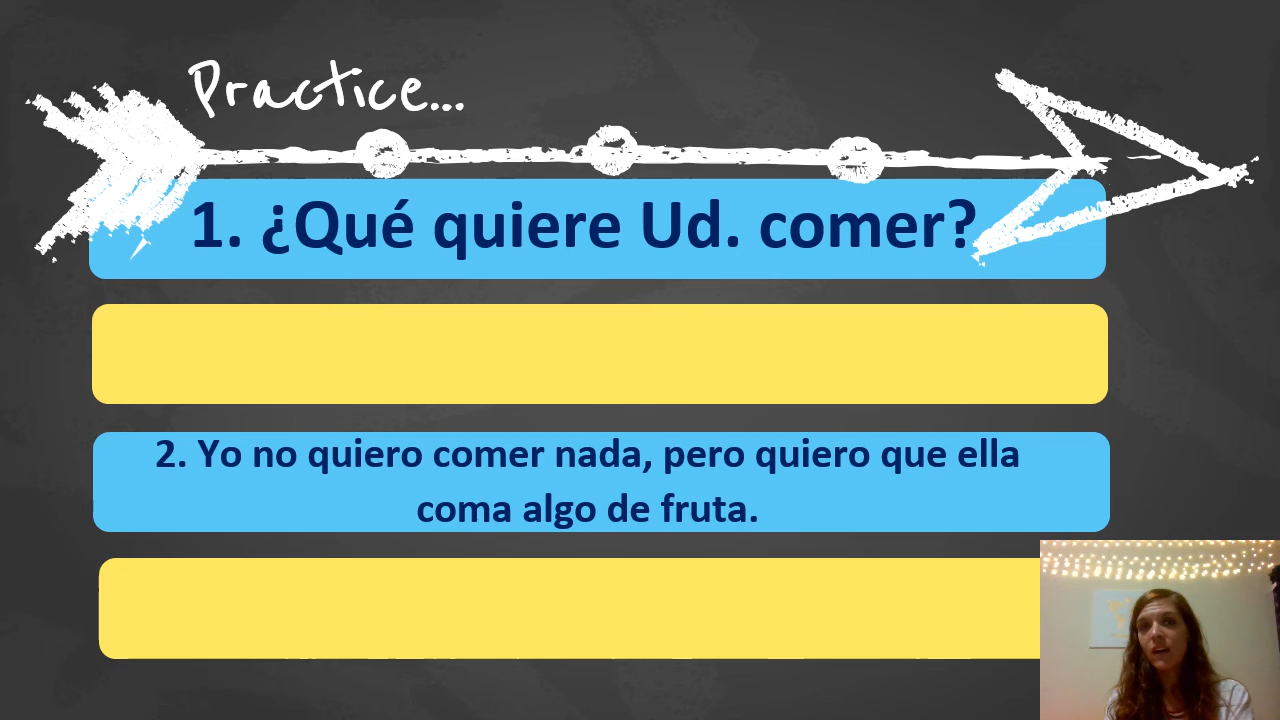 Practice...
1. ¿Qué quiere Ud. comer?
2. Yo no quiero comer nada, pero quiero que ella
coma algo de fruta.